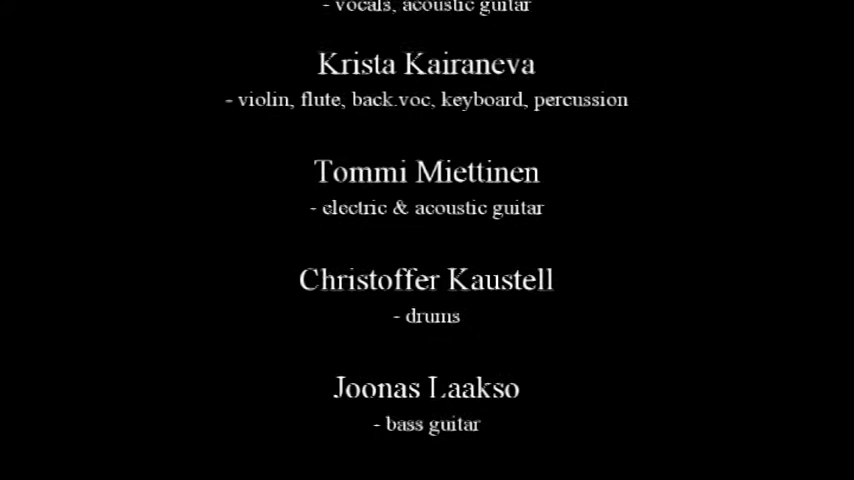 - vocals, acoustic guitar
Krista Kairaneva
- violin, flute, back.voc, keyboard, percussion
Tommi Miettinen
- electric & acoustic guitar
Christoffer Kaustell
- drums
Joonas Laakso
- bass guitar